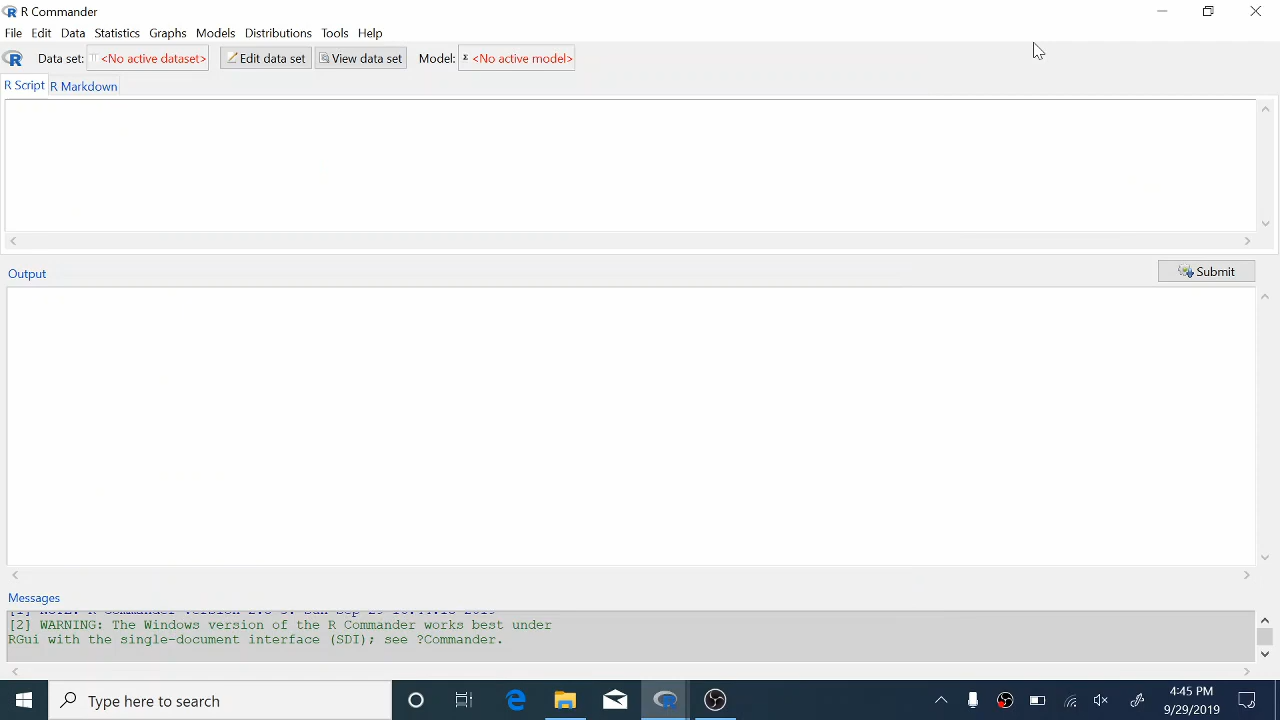 R Commander
File Edit Data Statistics Graphs Models Distributions Tools Help
Data set: <No active dataset> Edit data set View data set Model: Σ <No active model>
R Script R Markdown
Output
Submit
Messages
[2] WARNING: The Windows version of the R Commander works best under
RGui with the single-document interface (SDI); see ?Commander.
Type here to search
4:45 PM
9/29/2019